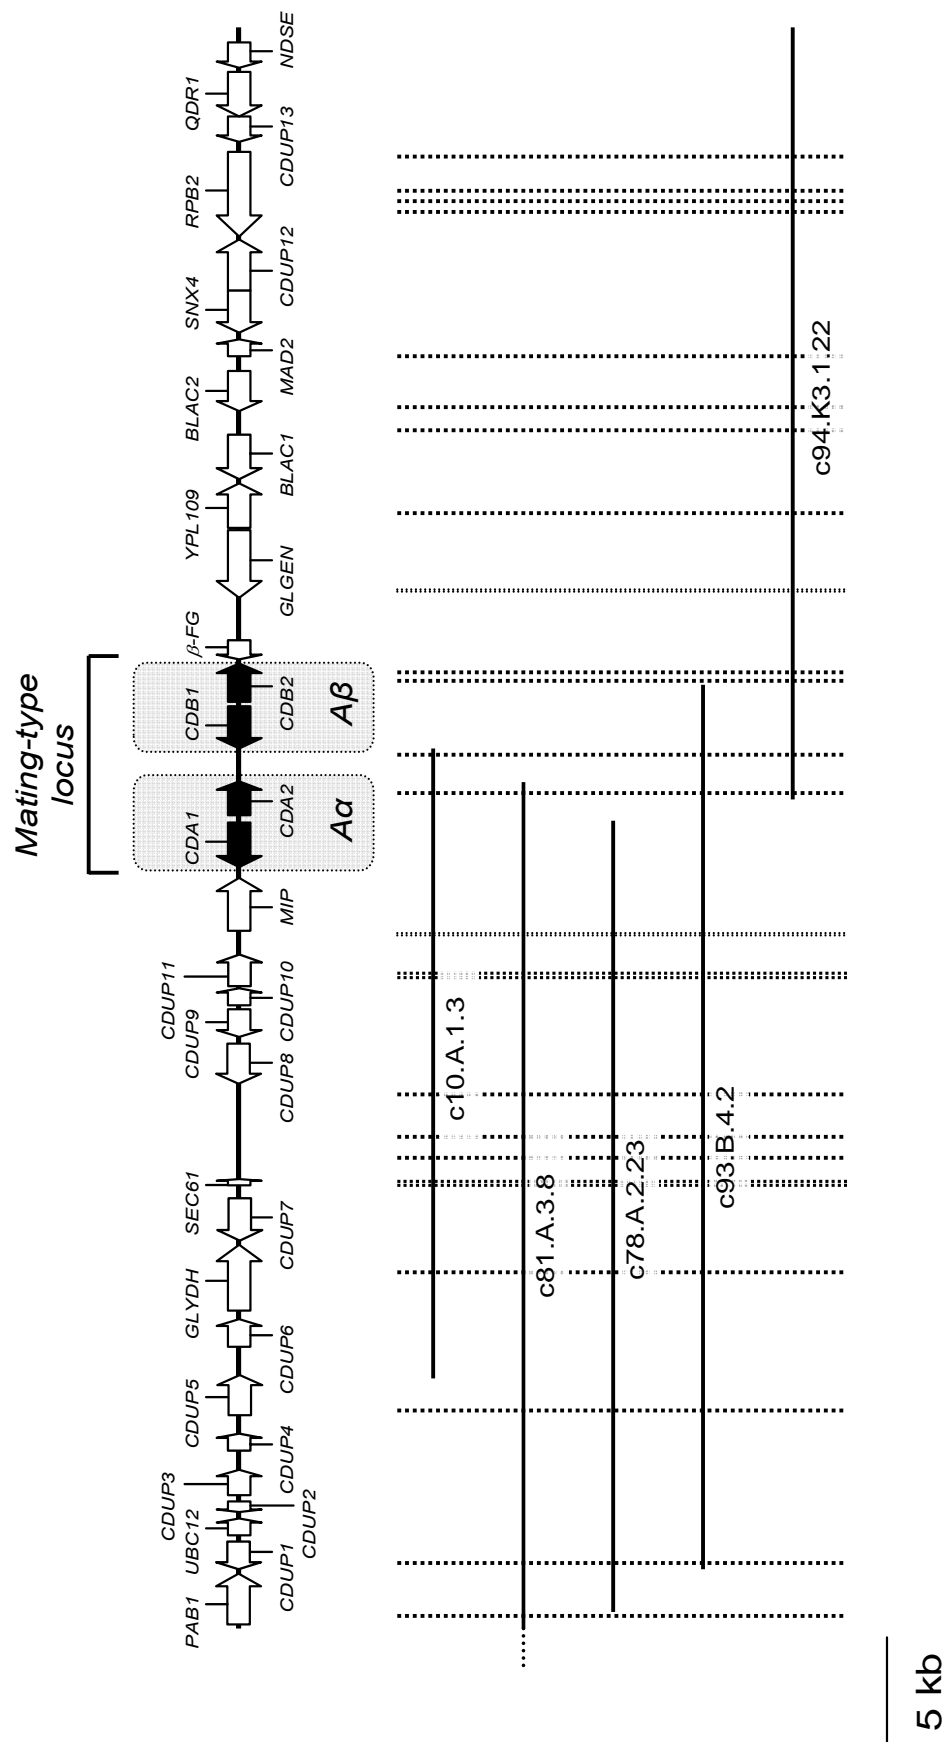 Mating-type
locus
PAB1
UBC12
CDUP3
CDUP5
GLYDH
SEC61
CDUP9
CDUP11
CDA1
CDB1
β-FG
YPL109
BLAC2
SNX4
RPB2
QDR1
CDUP1
CDUP2
CDUP4
CDUP6
CDUP7
CDUP8
CDUP10
MIP
CDA2
CDB2
GLGEN
BLAC1
MAD2
CDUP12
CDUP13
NDSE
Aα
Aβ
c10.A.1.3
c81.A.3.8
c78.A.2.23
c93.B.4.2
c94.K3.1.22
5 kb